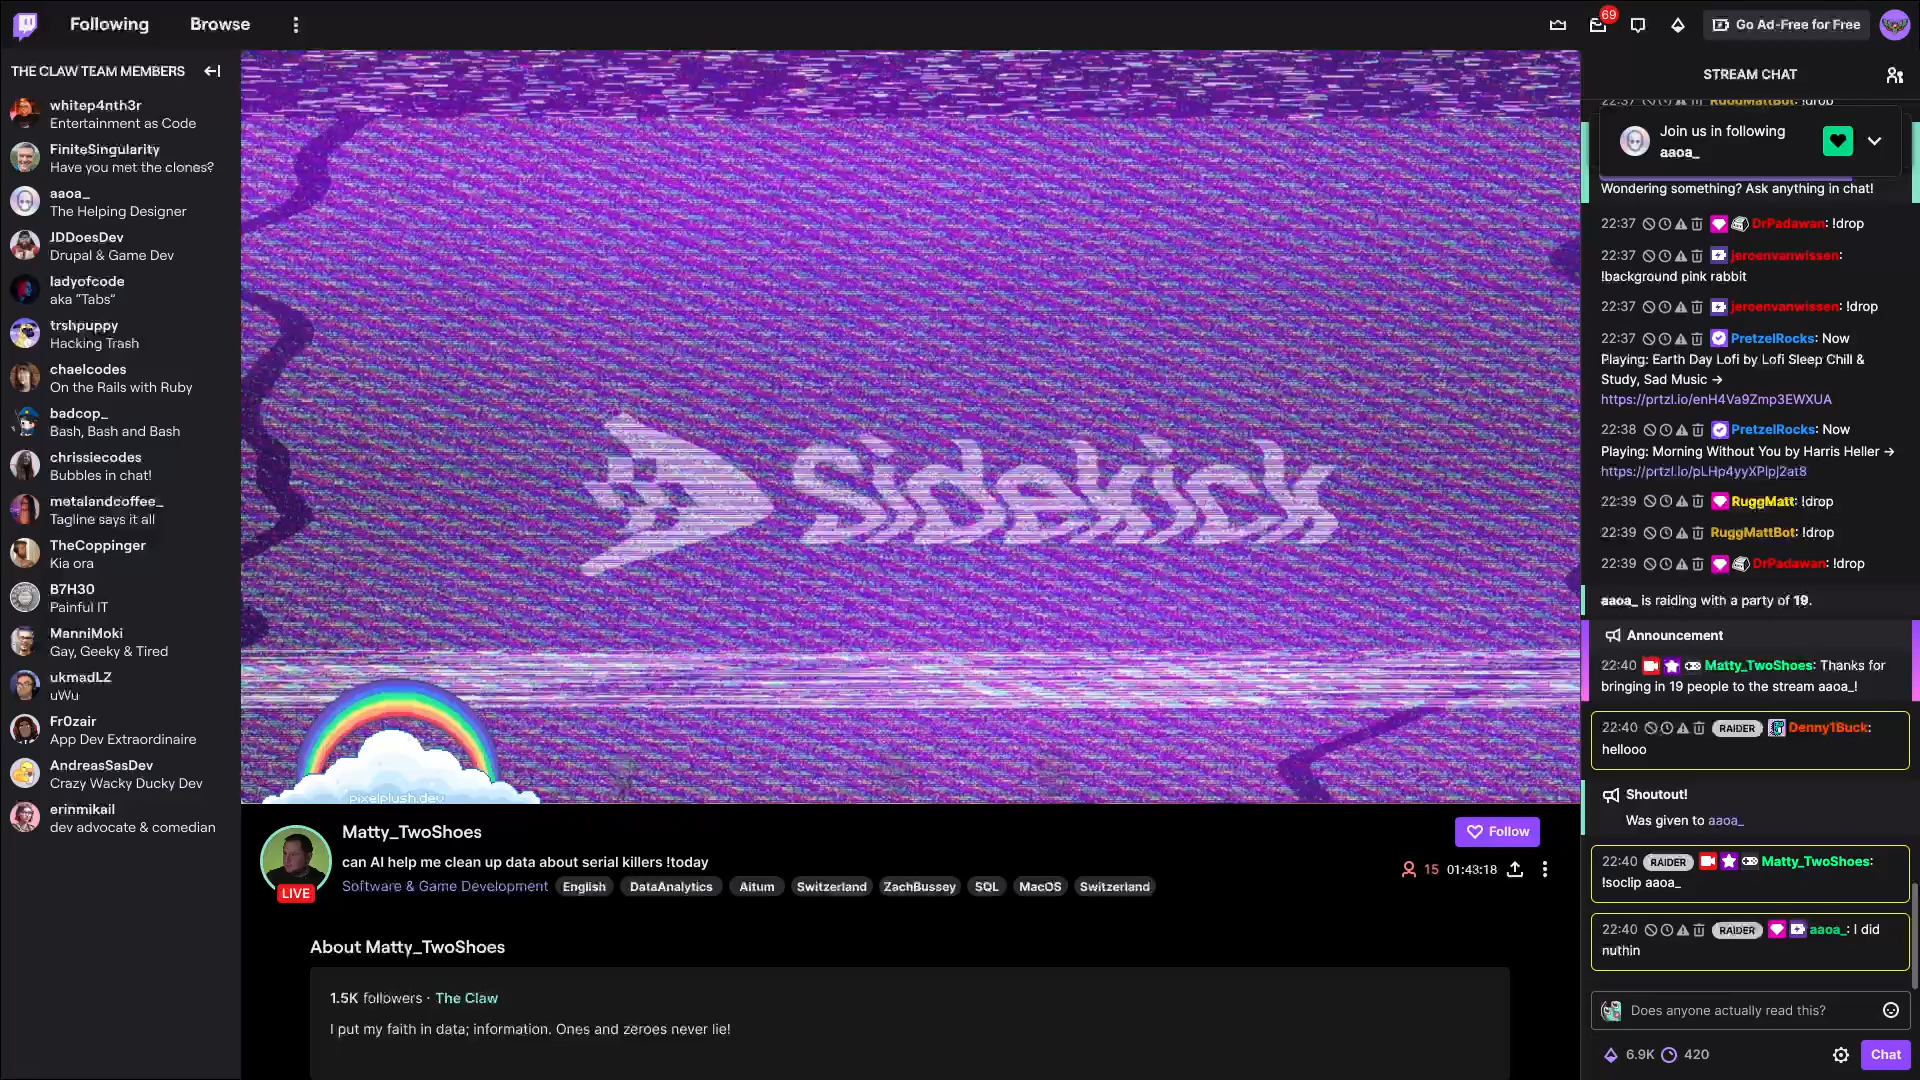 Following
Browse
69
Go Ad-Free for Free
THE CLAW TEAM MEMBERS
whitep4nth3r
Entertainment as Code
FiniteSingularity
Have you met the clones?
aaoa_
The Helping Designer
JDDoesDev
Drupal & Game Dev
ladyofcode
aka “Tabs”
trshpuppy
Hacking Trash
chaelcodes
On the Rails with Ruby
badcop_
Bash, Bash and Bash
chrissiecodes
Bubbles in chat!
metalandcoffee_
Tagline says it all
TheCoppinger
Kia ora
B7H30
Painful IT
ManniMoki
Gay, Geeky & Tired
ukmadLZ
uWu
Fr0zair
App Dev Extraordinaire
AndreasSasDev
Crazy Wacky Ducky Dev
erinmikail
dev advocate & comedian
Sidekick
pixelplush.dev
Matty_TwoShoes
Follow
can AI help me clean up data about serial killers !today
15 01:43:18
LIVE
Software & Game Development English DataAnalytics Aitum Switzerland ZachBussey SQL MacOS Switzerland
About Matty_TwoShoes
1.5K followers · The Claw
I put my faith in data; information. Ones and zeroes never lie!
STREAM CHAT
22:37 RuggMattBot: !drop
Join us in following
aaoa_
Wondering something? Ask anything in chat!
22:37 DrPadawan: !drop
22:37 jeroenvanwissen:
!background pink rabbit
22:37 jeroenvanwissen: !drop
22:37 PretzelRocks: Now
Playing: Earth Day Lofi by Lofi Sleep Chill &
Study, Sad Music →
https://prtzl.io/enH4Va9Zmp3EWXUA
22:38 PretzelRocks: Now
Playing: Morning Without You by Harris Heller →
https://prtzl.io/pLHp4yyXPlpj2at8
22:39 RuggMatt: !drop
22:39 RuggMattBot: !drop
22:39 DrPadawan: !drop
aaoa_ is raiding with a party of 19.
Announcement
22:40 Matty_TwoShoes: Thanks for
bringing in 19 people to the stream aaoa_!
22:40 RAIDER Denny1Buck:
hellooo
Shoutout!
Was given to aaoa_
22:40 RAIDER Matty_TwoShoes:
!soclip aaoa_
22:40 RAIDER aaoa_: I did
nuthin
Does anyone actually read this?
6.9K 420
Chat